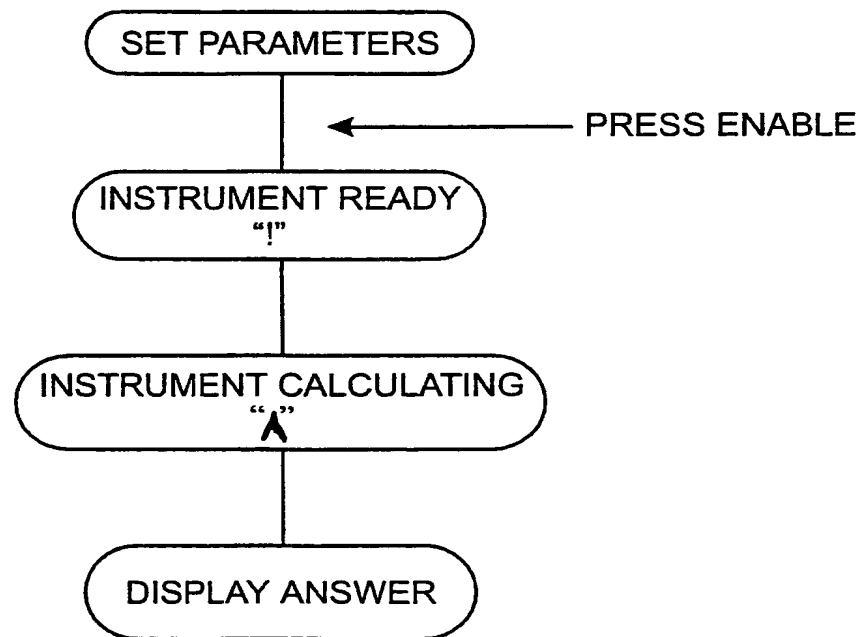 SET PARAMETERS
PRESS ENABLE
INSTRUMENT READY
“!”
INSTRUMENT CALCULATING
“⅄”
DISPLAY ANSWER